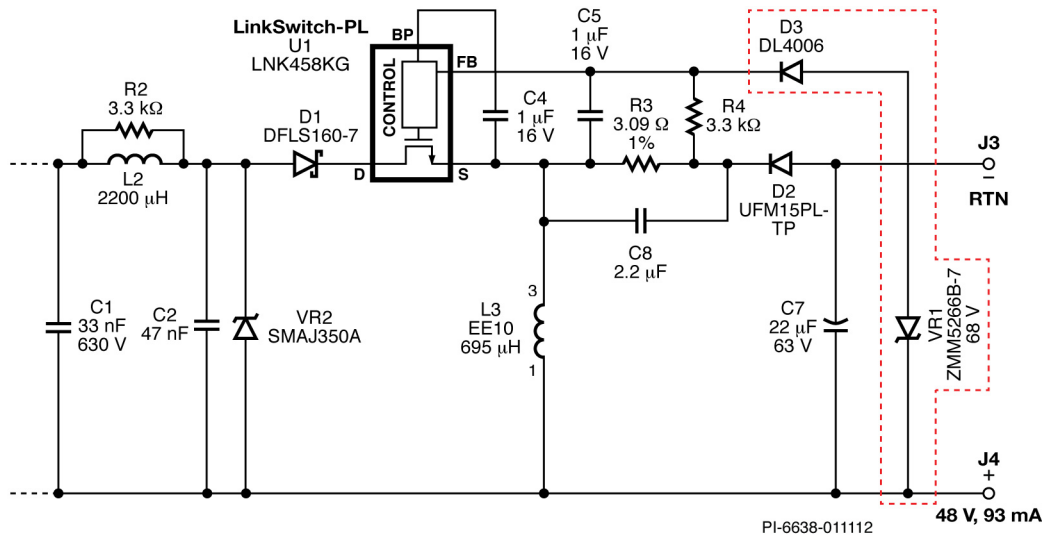 LinkSwitch-PL
U1
LNK458KG
BP
FB
CONTROL
D
S
R2
3.3 kΩ
L2
2200 µH
D1
DFLS160-7
C4
1 µF
16 V
C5
1 µF
16 V
R3
3.09 Ω
1%
R4
3.3 kΩ
D3
DL4006
D2
UFM15PL-
TP
J3
–
RTN
C8
2.2 µF
C1
33 nF
630 V
C2
47 nF
VR2
SMAJ350A
3
L3
EE10
695 µH
1
C7
22 µF
63 V
VR1
ZMM5266B-7
68 V
J4
+
48 V, 93 mA
PI-6638-011112